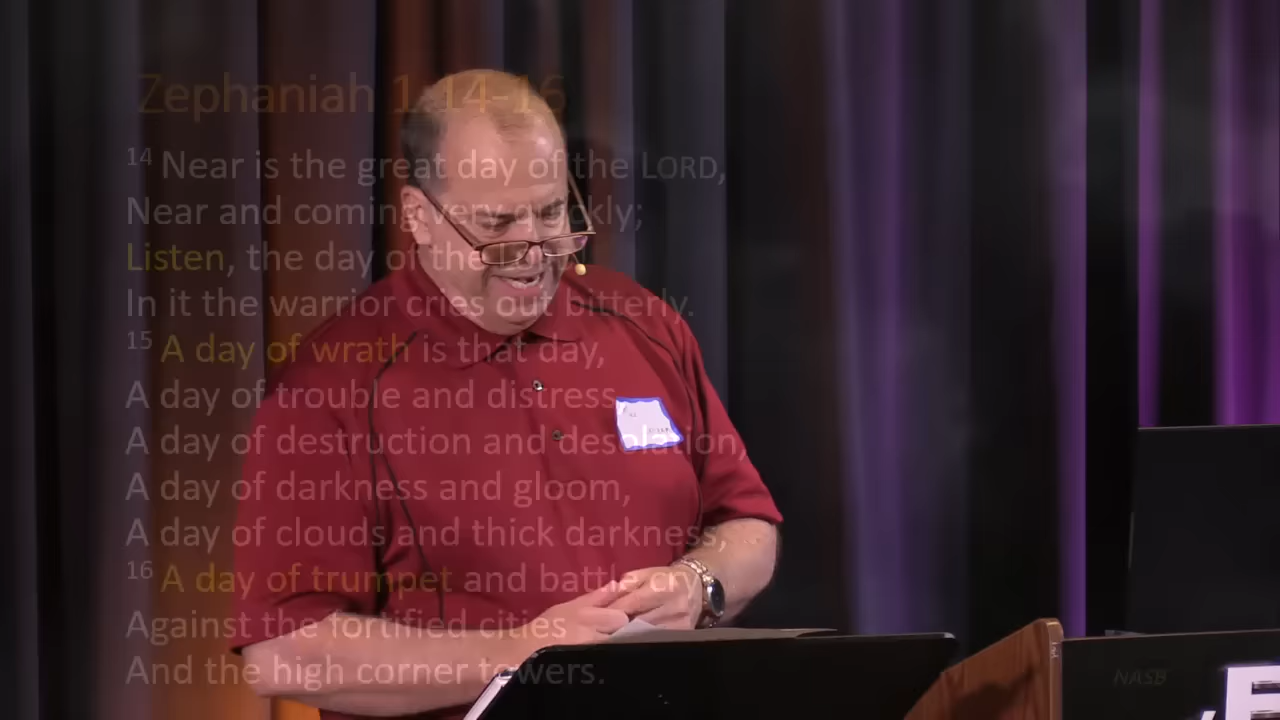 Zephaniah 1:14-16
14 Near is the great day of the LORD,
Near and coming very quickly;
Listen, the day of the LORD!
In it the warrior cries out bitterly.
15 A day of wrath is that day,
A day of trouble and distress,
A day of destruction and desolation,
A day of darkness and gloom,
A day of clouds and thick darkness,
16 A day of trumpet and battle cry
Against the fortified cities
And the high corner towers.
NASB